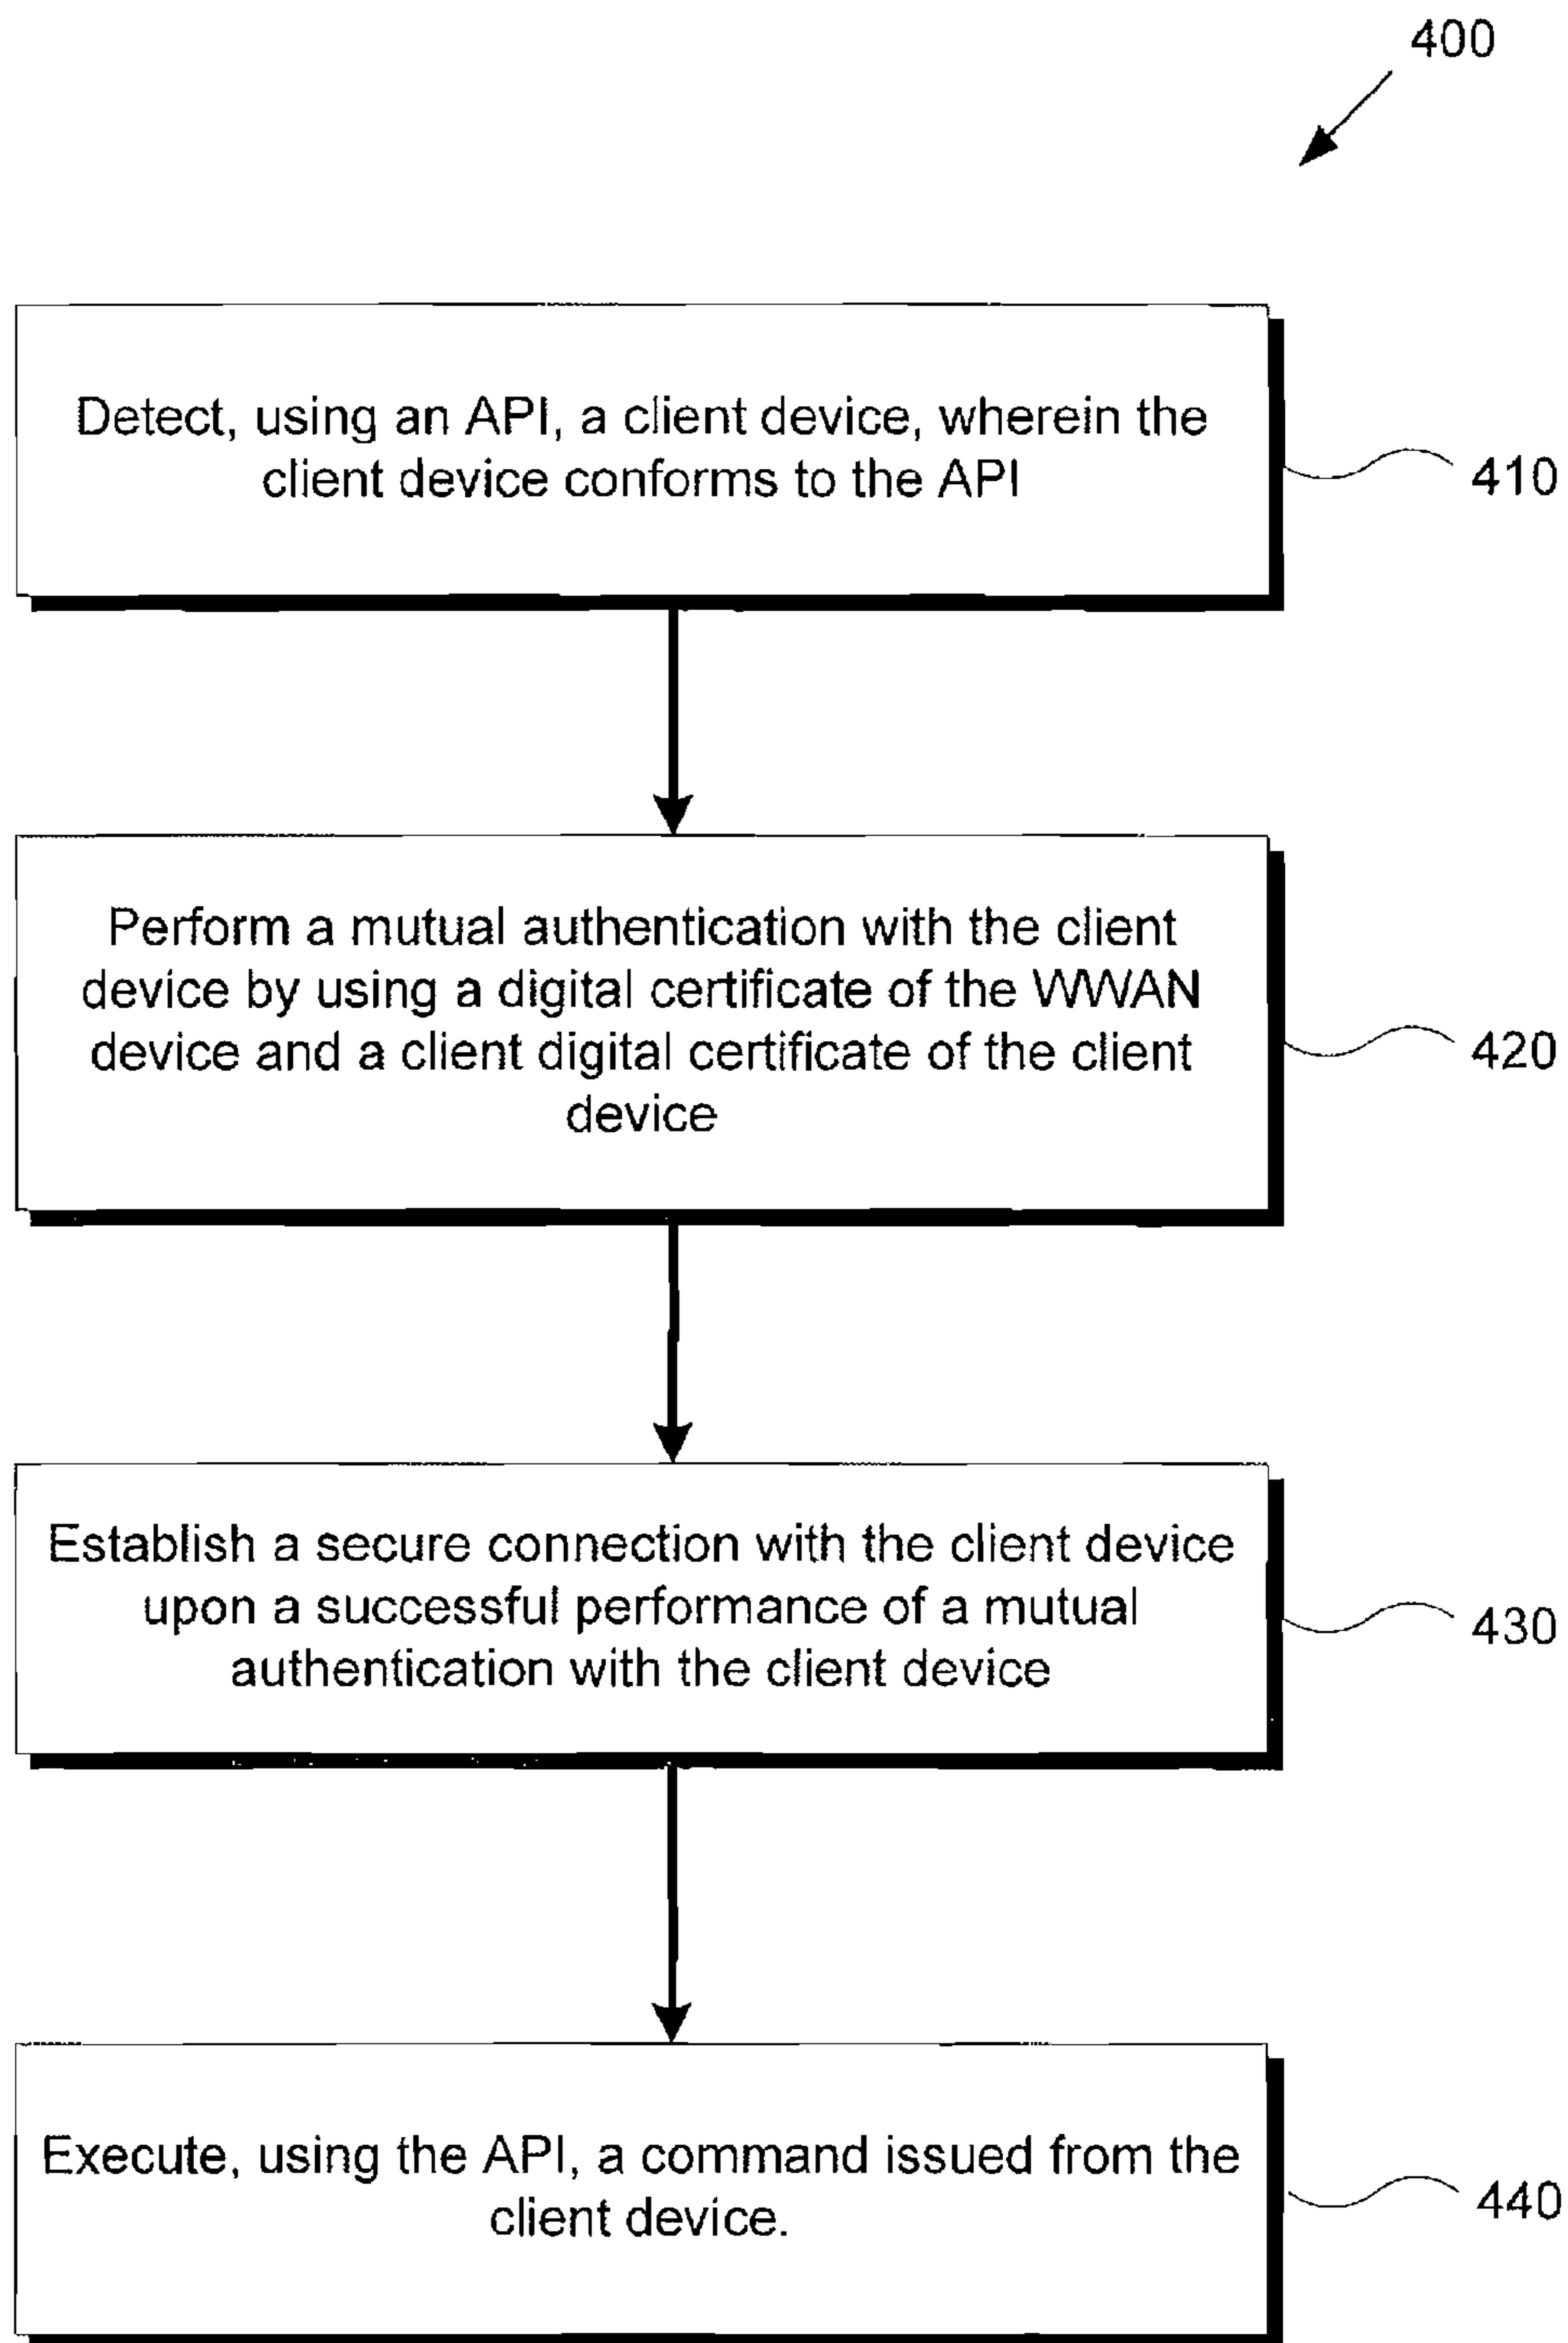 400
Detect, using an API, a client device, wherein the
client device conforms to the API
410
Perform a mutual authentication with the client
device by using a digital certificate of the WWAN
device and a client digital certificate of the client
device
420
Establish a secure connection with the client device
upon a successful performance of a mutual
authentication with the client device
430
Execute, using the API, a command issued from the
client device.
440